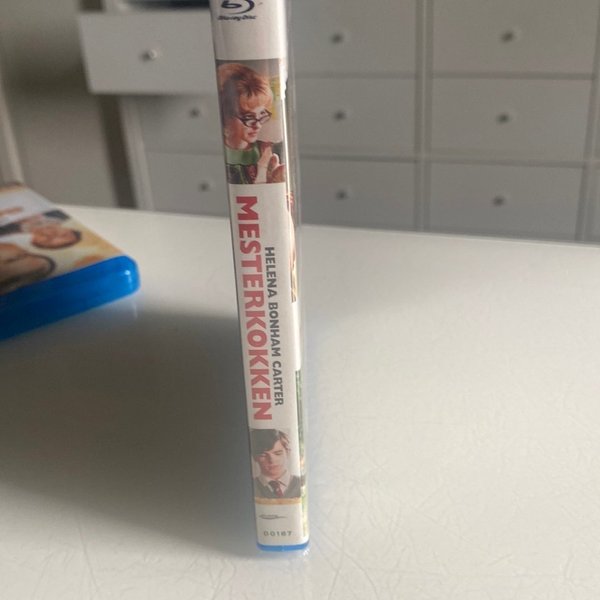 Blu-ray Disc
HELENA BONHAM CARTER
MESTERKOKKEN
00187